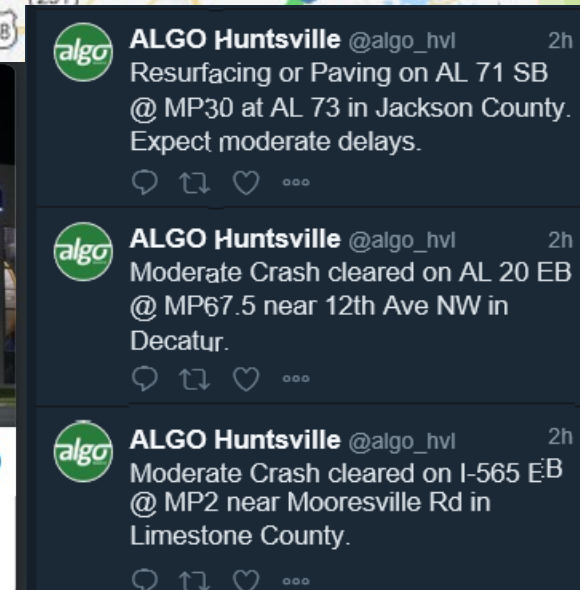 algo
ALGO Huntsville @algo_hvl 2h
Resurfacing or Paving on AL 71 SB
@ MP30 at AL 73 in Jackson County.
Expect moderate delays.
algo
ALGO Huntsville @algo_hvl 2h
Moderate Crash cleared on AL 20 EB
@ MP67.5 near 12th Ave NW in
Decatur.
algo
ALGO Huntsville @algo_hvl 2h
Moderate Crash cleared on I-565 EB
@ MP2 near Mooresville Rd in
Limestone County.